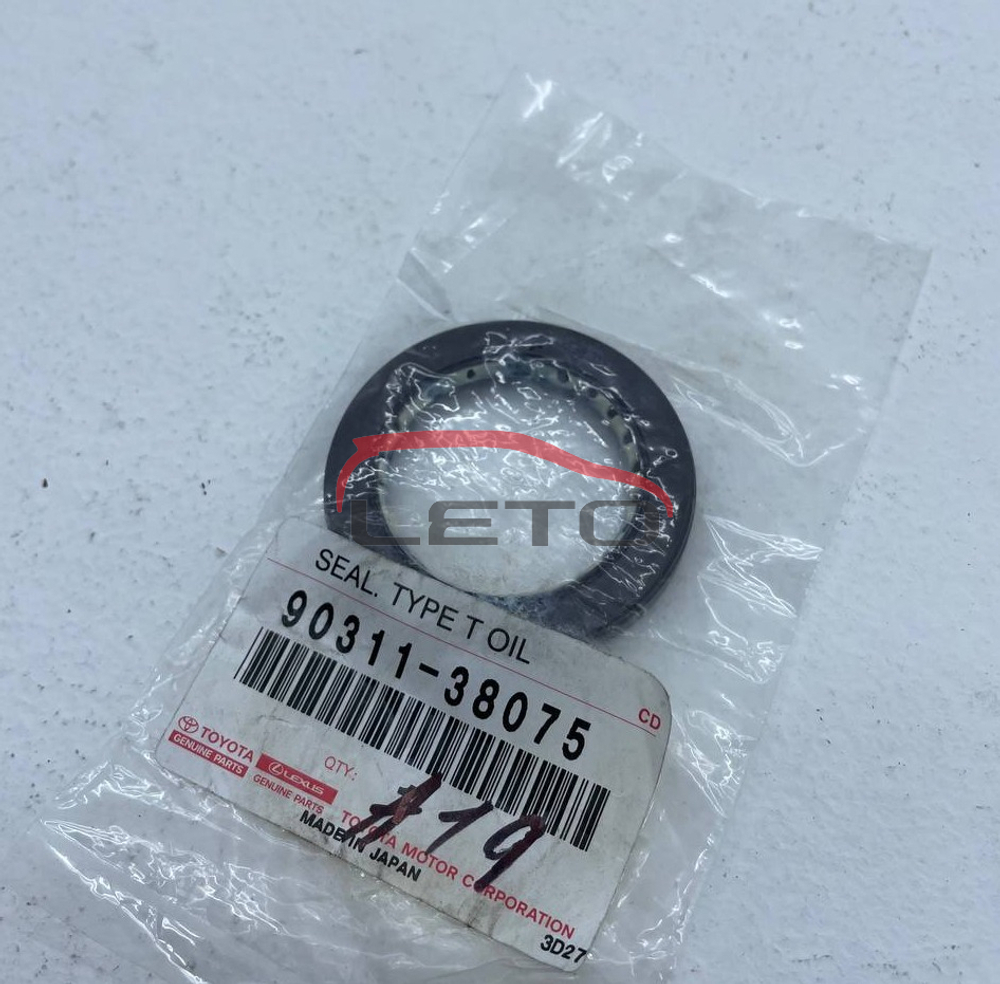 LETO
SEAL. TYPE T OIL
90311-38075
CD
TOYOTA
GENUINE PARTS
LEXUS
GENUINE PARTS
QTY:
#19
TOYOTA MOTOR CORPORATION
MADE IN JAPAN
3D27